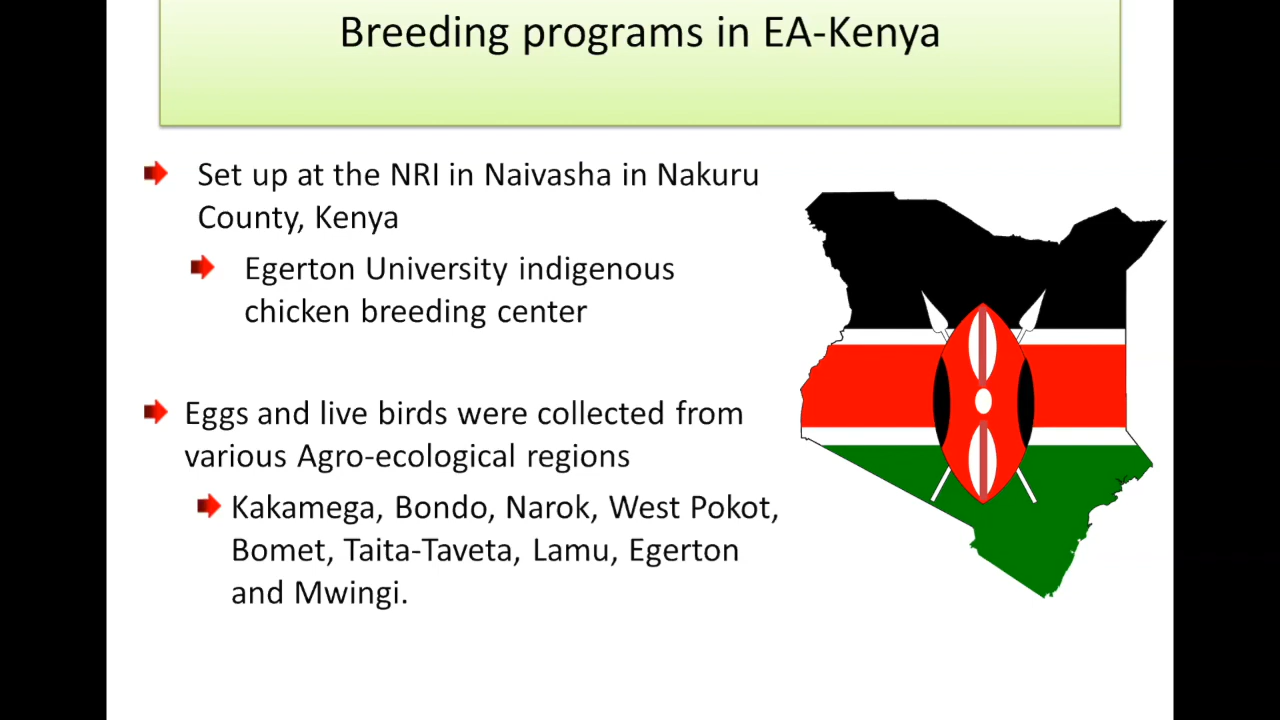 Breeding programs in EA-Kenya
Set up at the NRI in Naivasha in Nakuru
County, Kenya
Egerton University indigenous
chicken breeding center
Eggs and live birds were collected from
various Agro-ecological regions
Kakamega, Bondo, Narok, West Pokot,
Bomet, Taita-Taveta, Lamu, Egerton
and Mwingi.